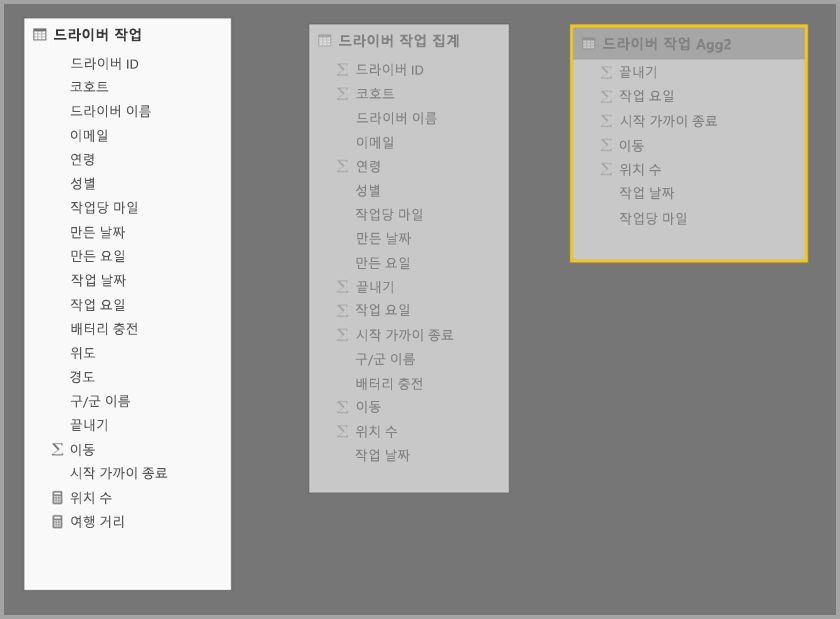 드라이버 작업
드라이버 ID
코호트
드라이버 이름
이메일
연령
성별
작업당 마일
만든 날짜
만든 요일
작업 날짜
작업 요일
배터리 충전
위도
경도
구/군 이름
끝내기
이동
시작 가까이 종료
위치 수
여행 거리
드라이버 작업 집계
드라이버 ID
코호트
드라이버 이름
이메일
연령
성별
작업당 마일
만든 날짜
만든 요일
끝내기
작업 요일
시작 가까이 종료
구/군 이름
배터리 충전
이동
위치 수
작업 날짜
드라이버 작업 Agg2
끝내기
작업 요일
시작 가까이 종료
이동
위치 수
작업 날짜
작업당 마일